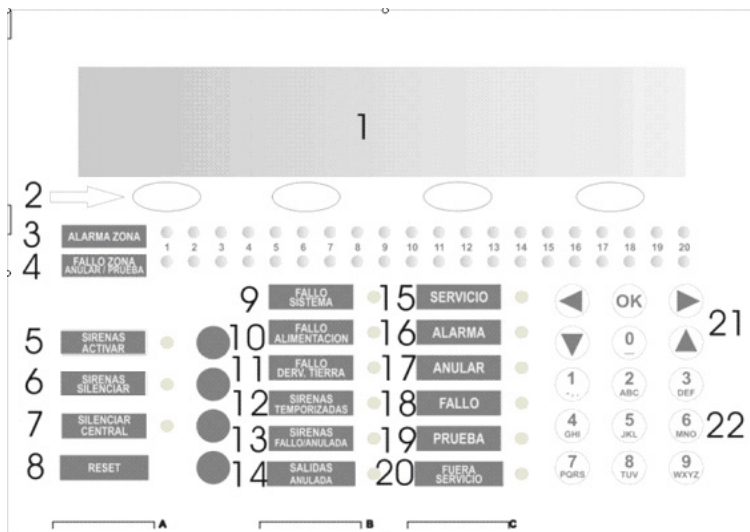 1
2
3 ALARMA ZONA
1 2 3 4 5 6 7 8 9 10 11 12 13 14 15 16 17 18 19 20
4 FALLO ZONA
ANULAR / PRUEBA
5 SIRENAS
ACTIVAR
6 SIRENAS
SILENCIAR
7 SILENCIAR
CENTRAL
8 RESET
9 FALLO
SISTEMA
10 FALLO
ALIMENTACION
11 FALLO
DERV. TIERRA
12 SIRENAS
TEMPORIZADAS
13 SIRENAS
FALLO/ANULADA
14 SALIDAS
ANULADA
15 SERVICIO
16 ALARMA
17 ANULAR
18 FALLO
19 PRUEBA
20 FUERA
SERVICIO
OK
21
0
_
1
2
ABC
3
DEF
4
GHI
5
JKL
6
MNO
22
7
PQRS
8
TUV
9
WXYZ
A B C